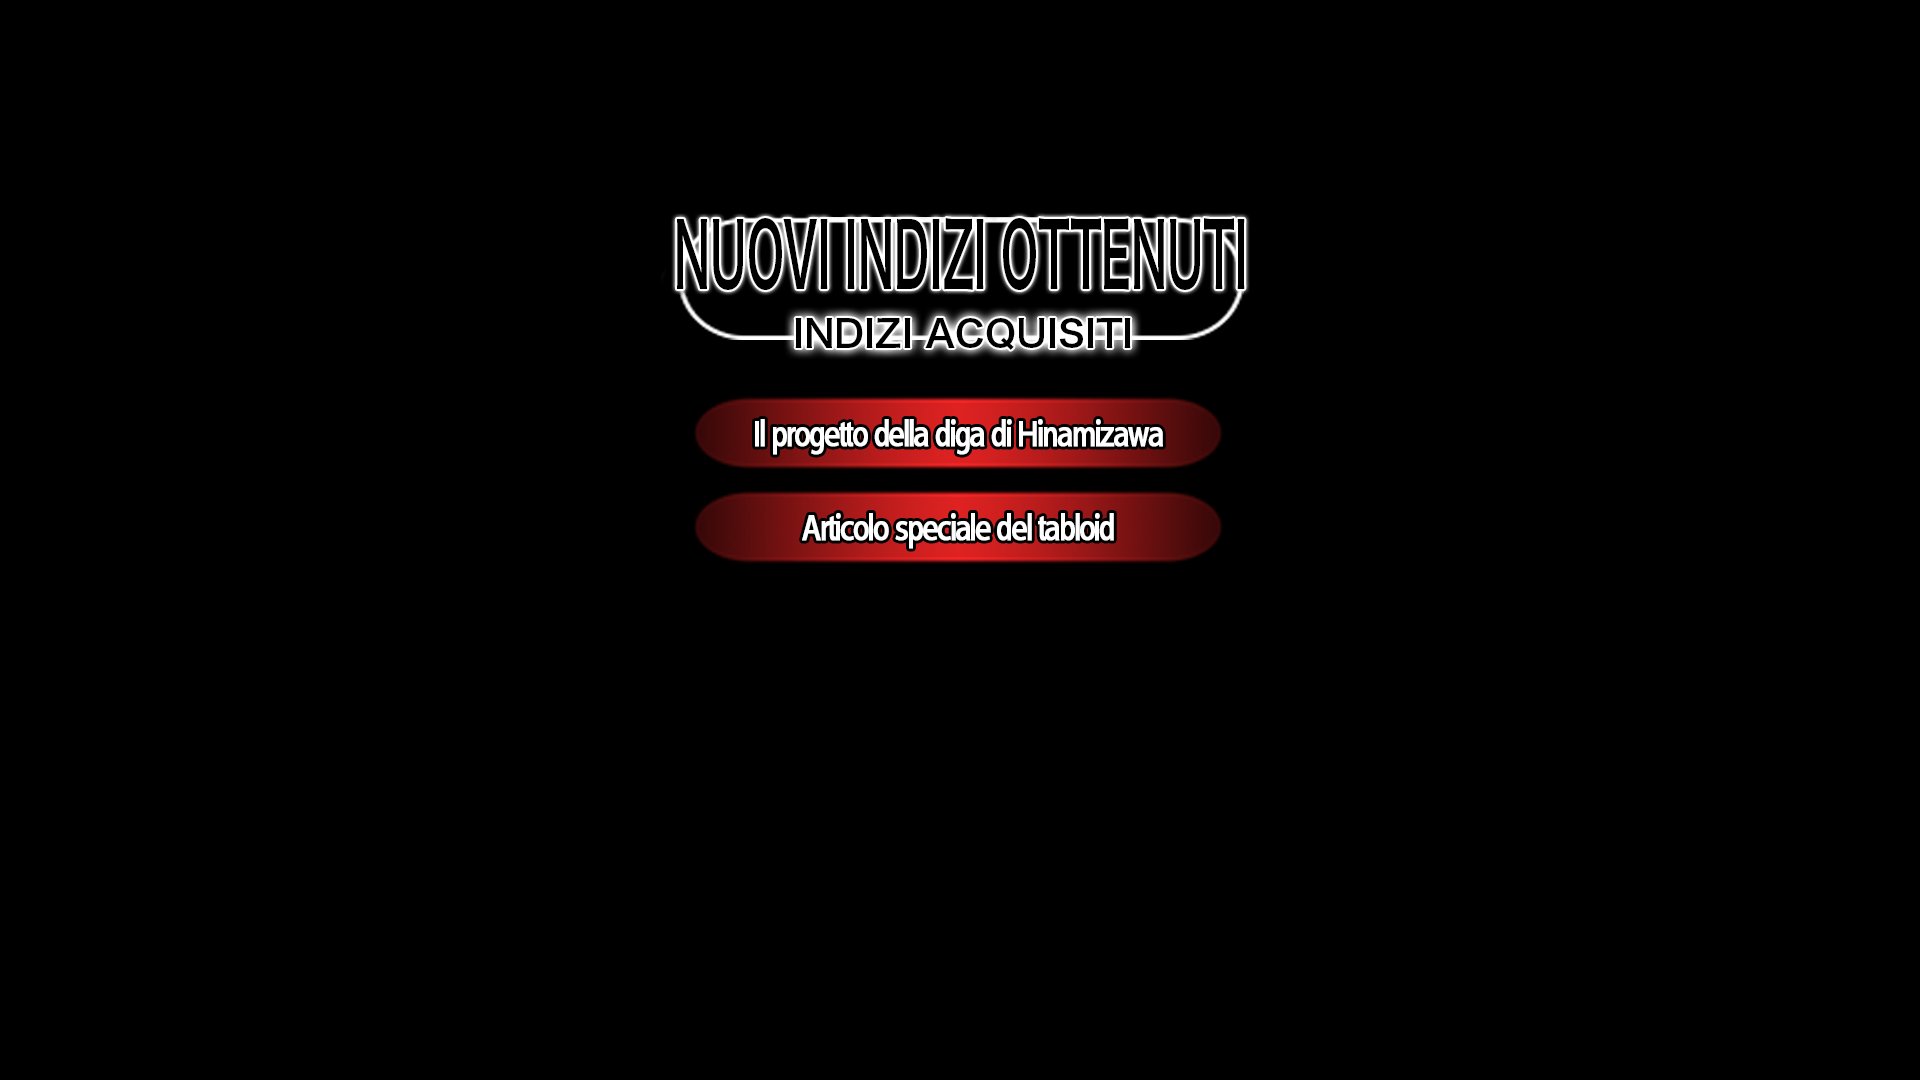 NUOVI INDIZI OTTENUTI
INDIZI ACQUISITI
Il progetto della diga di Hinamizawa
Articolo speciale del tabloid